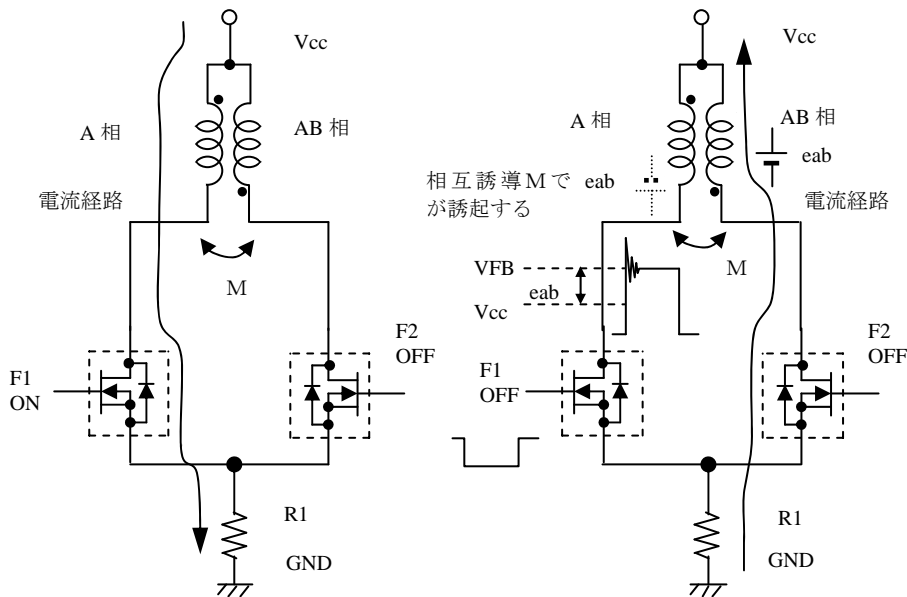 Vcc
A 相
AB 相
電流経路
M
F1
ON
F2
OFF
R1
GND
Vcc
A 相
AB 相
eab
相互誘導Mで eab
が誘起する
電流経路
M
VFB
eab
Vcc
F1
OFF
F2
OFF
R1
GND